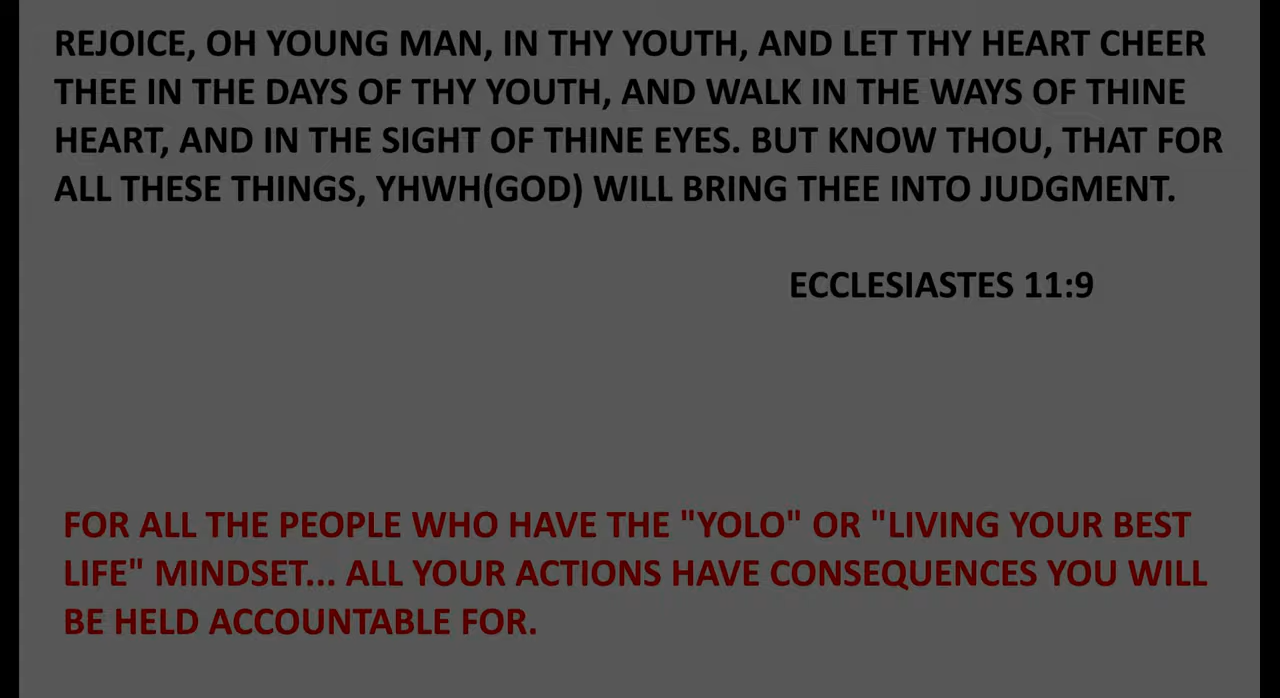 REJOICE, OH YOUNG MAN, IN THY YOUTH, AND LET THY HEART CHEER
THEE IN THE DAYS OF THY YOUTH, AND WALK IN THE WAYS OF THINE
HEART, AND IN THE SIGHT OF THINE EYES. BUT KNOW THOU, THAT FOR
ALL THESE THINGS, YHWH(GOD) WILL BRING THEE INTO JUDGMENT.
ECCLESIASTES 11:9
FOR ALL THE PEOPLE WHO HAVE THE "YOLO" OR "LIVING YOUR BEST
LIFE" MINDSET... ALL YOUR ACTIONS HAVE CONSEQUENCES YOU WILL
BE HELD ACCOUNTABLE FOR.